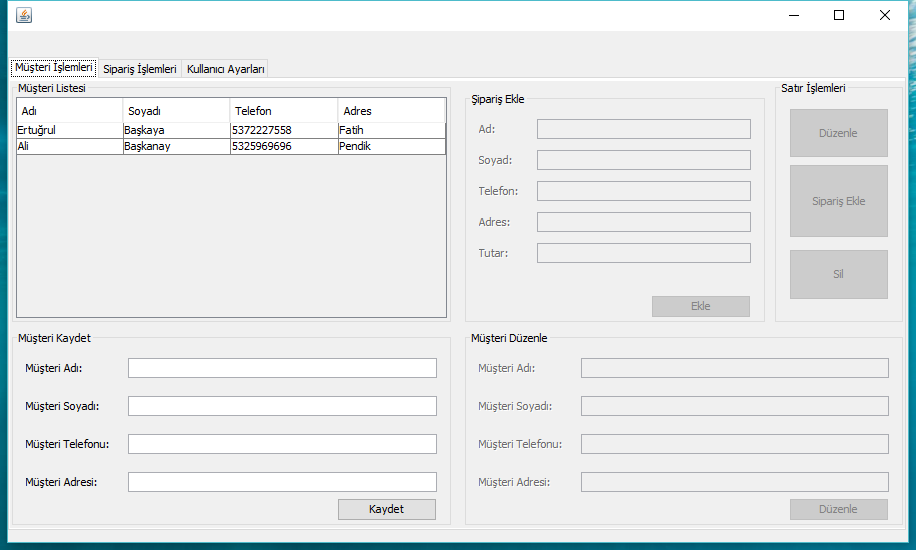 Müşteri İşlemleri Sipariş İşlemleri Kullanıcı Ayarları
Müşteri Listesi
Adı Soyadı Telefon Adres
Ertuğrul Başkaya 5372227558 Fatih
Ali Başkanay 5325969696 Pendik
Şipariş Ekle
Ad:
Soyad:
Telefon:
Adres:
Tutar:
Ekle
Satır İşlemleri
Düzenle
Sipariş Ekle
Sil
Müşteri Kaydet
Müşteri Adı:
Müşteri Soyadı:
Müşteri Telefonu:
Müşteri Adresi:
Kaydet
Müşteri Düzenle
Müşteri Adı:
Müşteri Soyadı:
Müşteri Telefonu:
Müşteri Adresi:
Düzenle